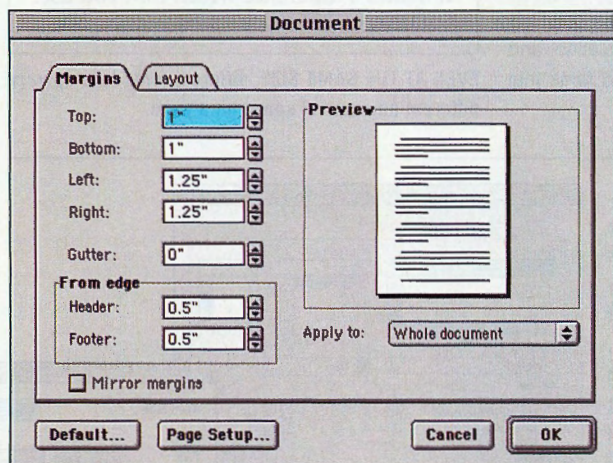 Document
Margins
Layout
Top: 1"
Bottom: 1"
Left: 1.25"
Right: 1.25"
Gutter: 0"
From edge
Header: 0.5"
Footer: 0.5"
Mirror margins
Preview
Apply to: Whole document
Default...
Page Setup...
Cancel
OK